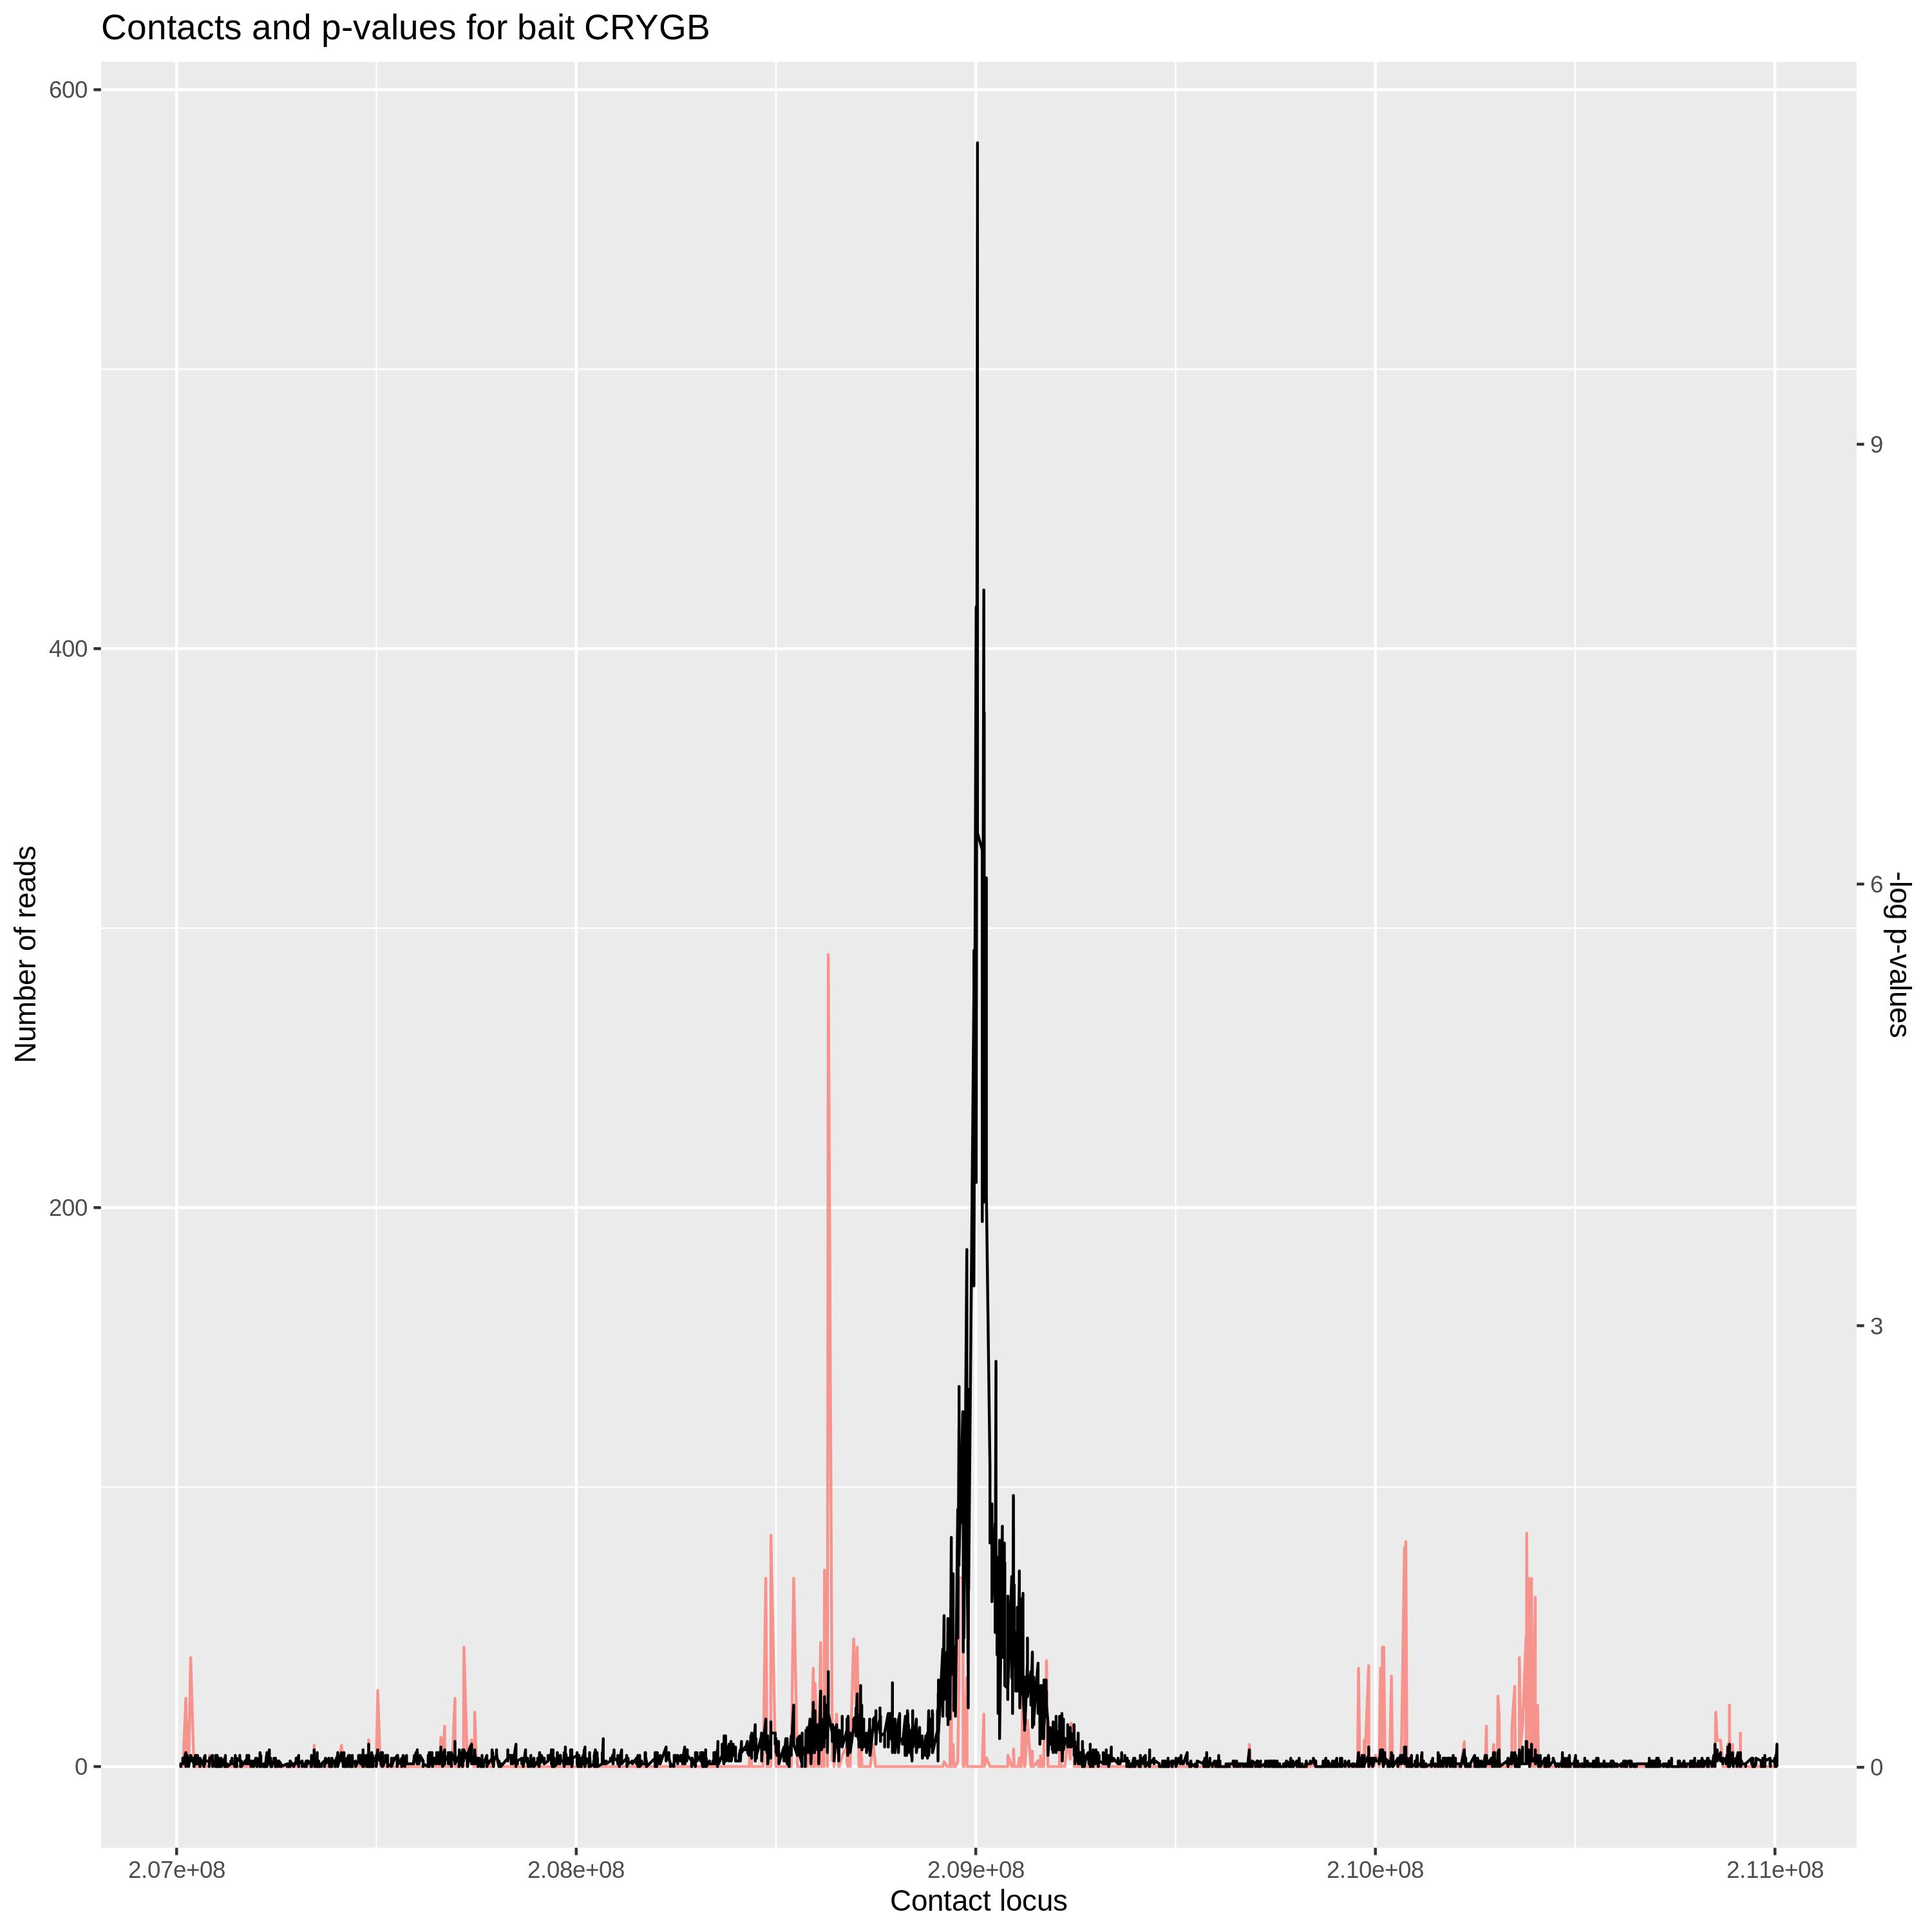 Contacts and p-values for bait CRYGB
600
400
200
0
Number of reads
9
6
3
0
-log p-values
2.07e+08 2.08e+08 2.09e+08 2.10e+08 2.11e+08
Contact locus